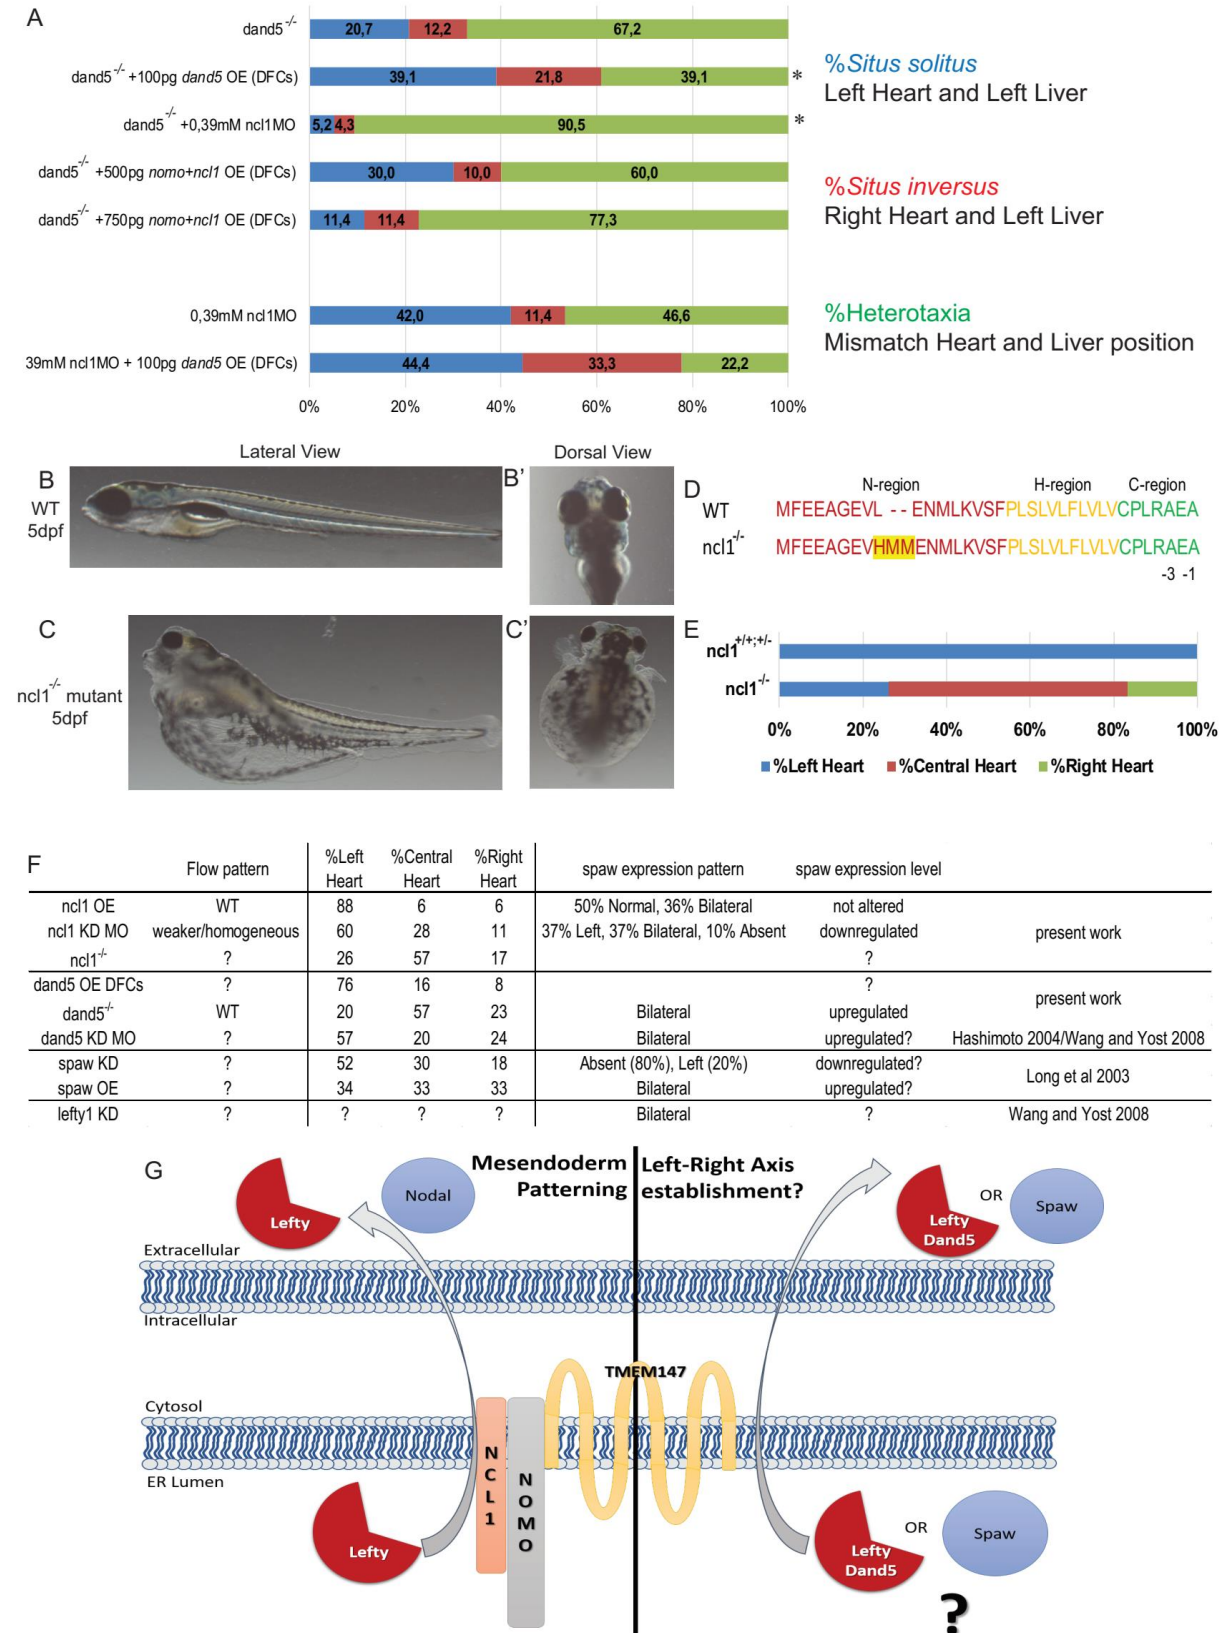 A
dand5-/-
20,7 12,2 67,2
dand5-/- +100pg dand5 OE (DFCs)
39,1 21,8 39,1 *
dand5-/- +0,39mM ncl1MO
5,2 4,3 90,5 *
dand5-/- +500pg nomo+ncl1 OE (DFCs)
30,0 10,0 60,0
dand5-/- +750pg nomo+ncl1 OE (DFCs)
11,4 11,4 77,3
0,39mM ncl1MO
42,0 11,4 46,6
39mM ncl1MO + 100pg dand5 OE (DFCs)
44,4 33,3 22,2
0% 20% 40% 60% 80% 100%
%Situs solitus
Left Heart and Left Liver
%Situs inversus
Right Heart and Left Liver
%Heterotaxia
Mismatch Heart and Liver position
Lateral View
Dorsal View
B
WT
5dpf
B'
C
ncl1-/- mutant
5dpf
C'
D
N-region H-region C-region
WT MFEEAGEVL - - ENMLKVSFPLSLVLFLVLVCPLRAEA
ncl1-/- MFEEAGEVHMMENMLKVSFPLSLVLFLVLVCPLRAEA
-3 -1
E
ncl1+/+;+/-
ncl1-/-
0% 20% 40% 60% 80% 100%
%Left Heart %Central Heart %Right Heart
F
Flow pattern %Left Heart %Central Heart %Right Heart spaw expression pattern spaw expression level
ncl1 OE WT 88 6 6 50% Normal, 36% Bilateral not altered
ncl1 KD MO weaker/homogeneous 60 28 11 37% Left, 37% Bilateral, 10% Absent downregulated present work
ncl1-/- ? 26 57 17 ?
dand5 OE DFCs ? 76 16 8 ?
present work
dand5-/- WT 20 57 23 Bilateral upregulated
dand5 KD MO ? 57 20 24 Bilateral upregulated? Hashimoto 2004/Wang and Yost 2008
spaw KD ? 52 30 18 Absent (80%), Left (20%) downregulated?
Long et al 2003
spaw OE ? 34 33 33 Bilateral upregulated?
lefty1 KD ? ? ? ? Bilateral ? Wang and Yost 2008
G
Mesendoderm
Patterning
Left-Right Axis
establishment?
Lefty
Nodal
Lefty
Dand5
OR
Spaw
Extracellular
Intracellular
TMEM147
Cytosol
ER Lumen
NCL1
NOMO
Lefty
Lefty
Dand5
OR
Spaw
?